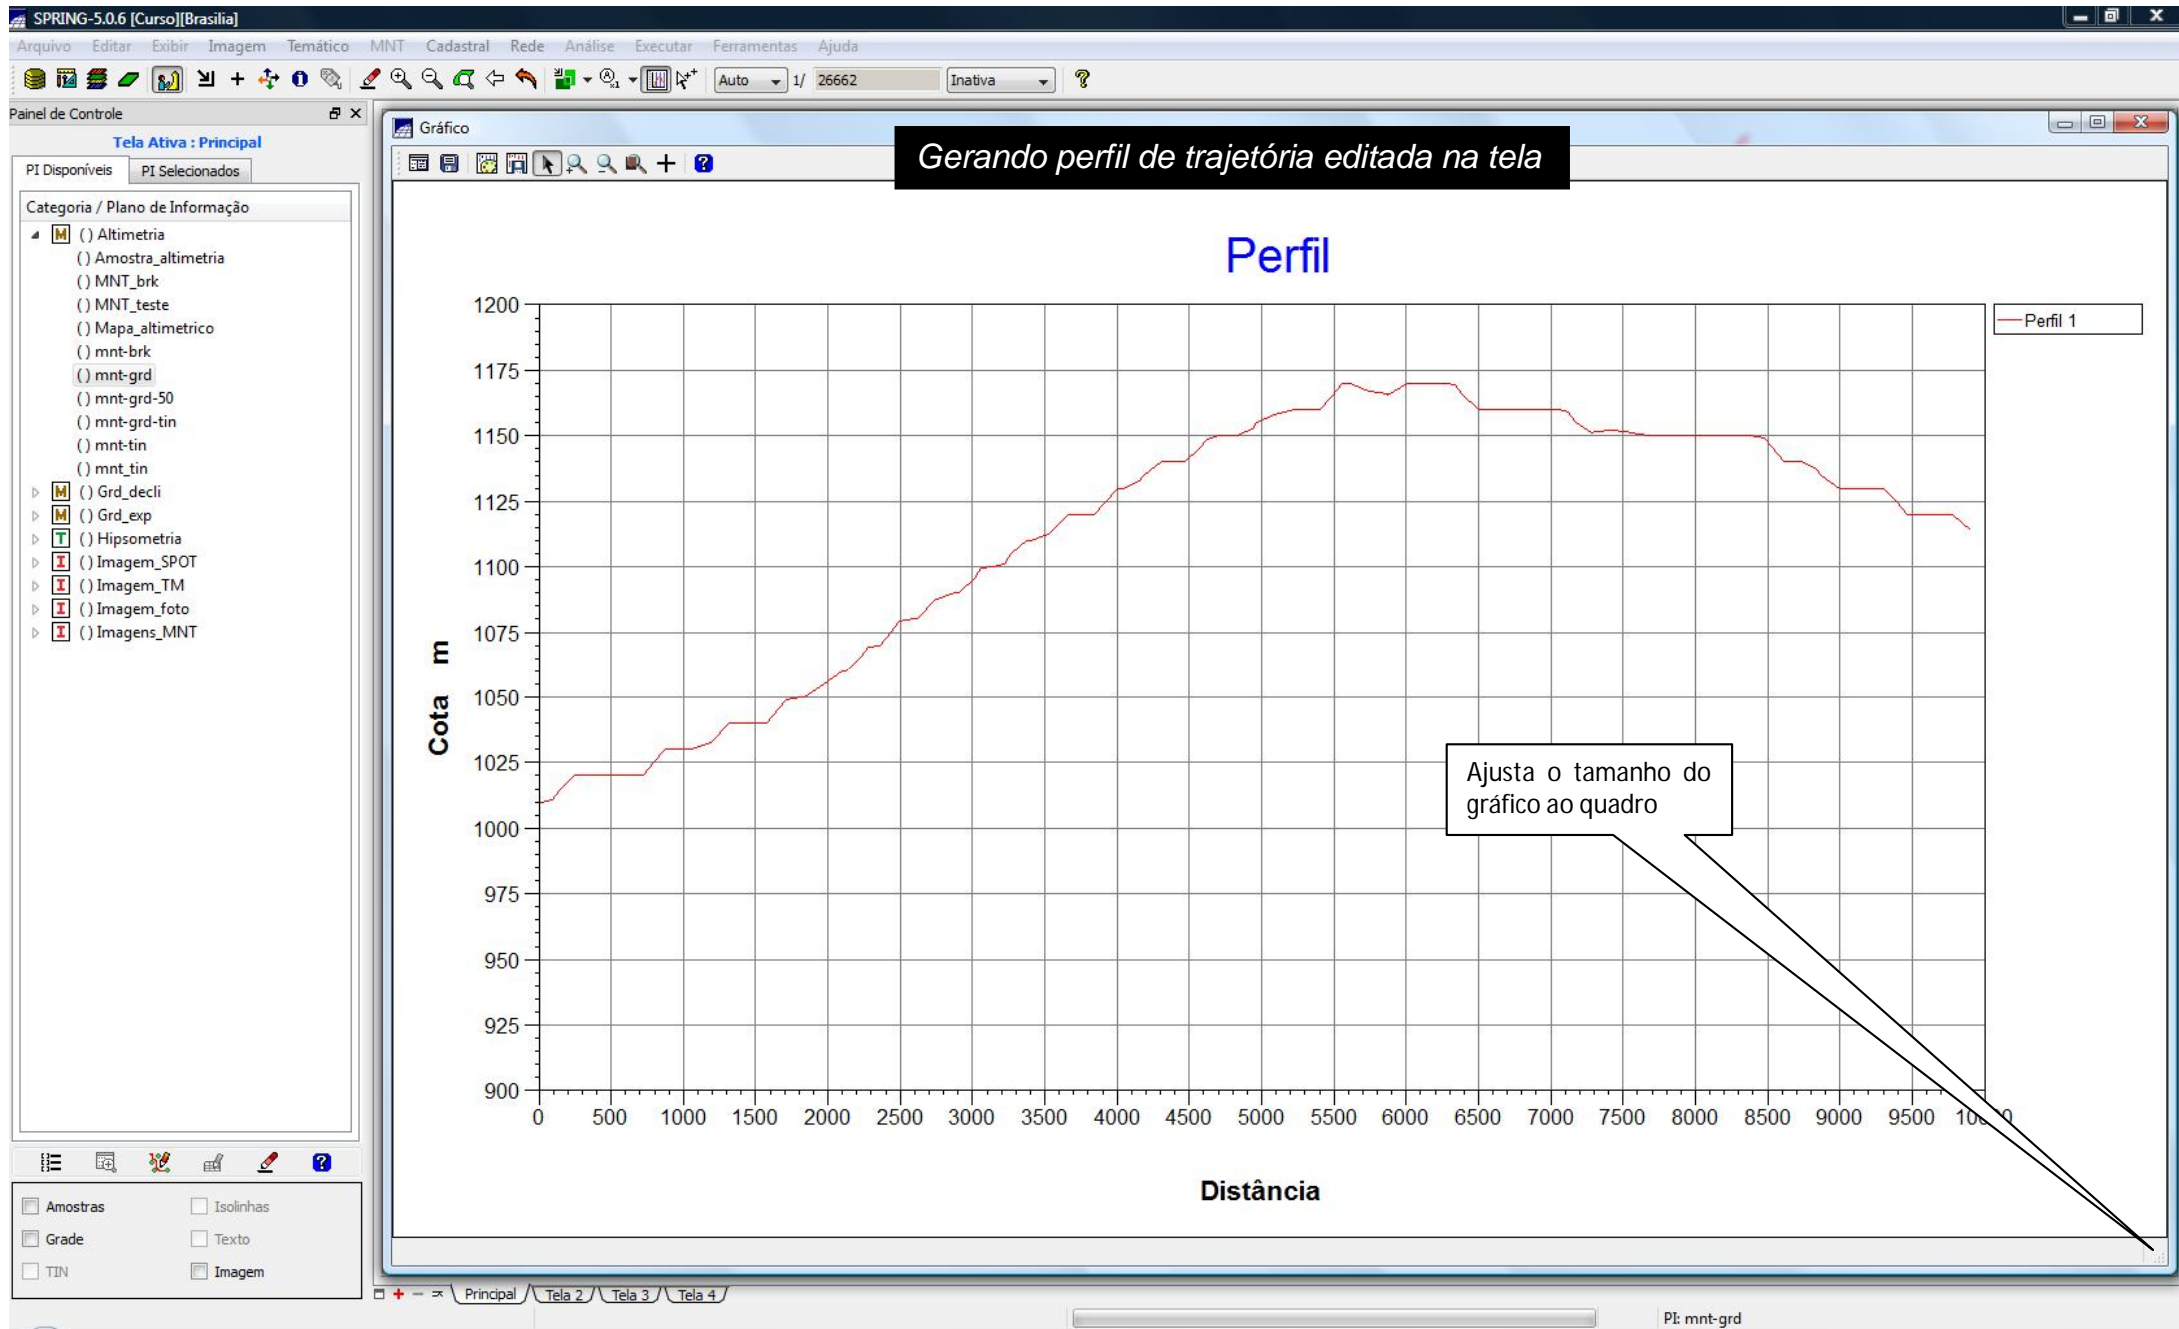 SPRING-5.0.6 [Curso][Brasilia]
Arquivo Editar Exibir Imagem Temático MNT Cadastral Rede Análise Executar Ferramentas Ajuda
Auto 1/ 26662 Inativa
Painel de Controle
Tela Ativa : Principal
PI Disponíveis PI Selecionados
Categoria / Plano de Informação
M () Altimetria
() Amostra_altimetria
() MNT_brk
() MNT_teste
() Mapa_altimetrico
() mnt-brk
() mnt-grd
() mnt-grd-50
() mnt-grd-tin
() mnt-tin
() mnt_tin
M () Grd_decli
M () Grd_exp
T () Hipsometria
I () Imagem_SPOT
I () Imagem_TM
I () Imagem_foto
I () Imagens_MNT
Amostras Isolinhas
Grade Texto
TIN Imagem
Gráfico
Gerando perfil de trajetória editada na tela
Perfil
Perfil 1
1200
1175
1150
1125
1100
1075
1050
1025
1000
975
950
925
900
Cota m
0 500 1000 1500 2000 2500 3000 3500 4000 4500 5000 5500 6000 6500 7000 7500 8000 8500 9000 9500 10000
Distância
Ajusta o tamanho do
gráfico ao quadro
Principal Tela 2 Tela 3 Tela 4
PI: mnt-grd